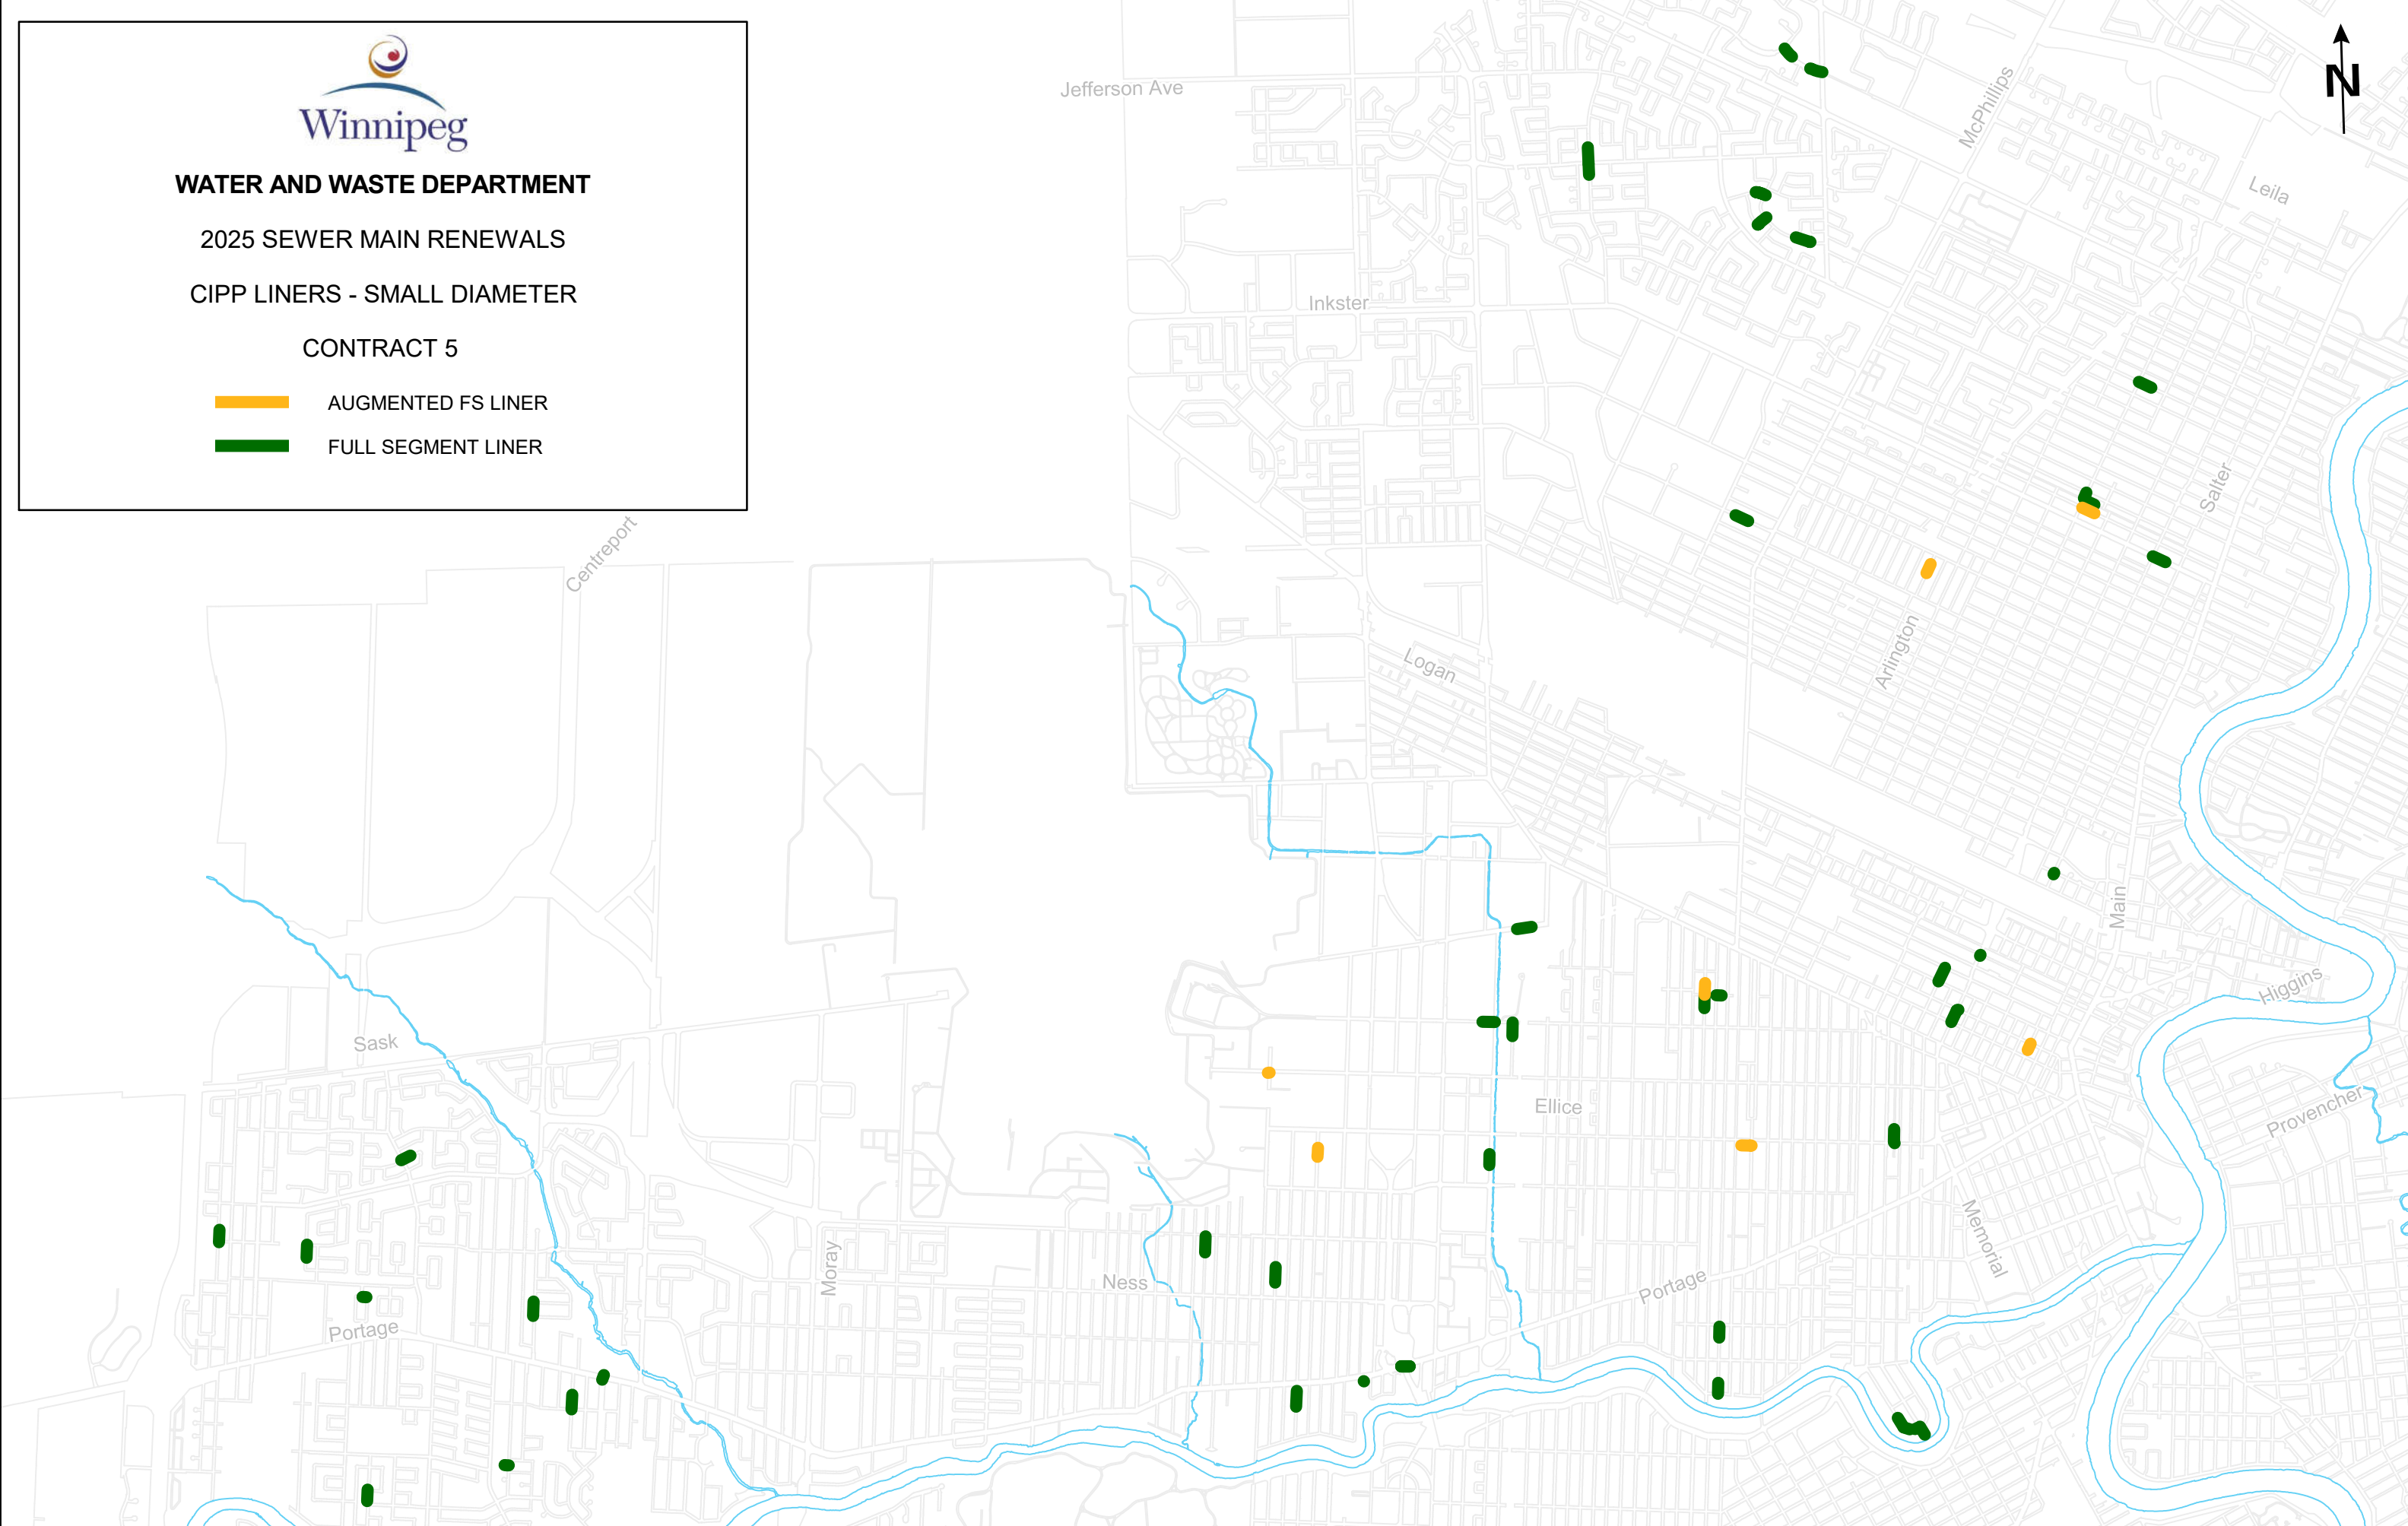 Winnipeg
WATER AND WASTE DEPARTMENT
2025 SEWER MAIN RENEWALS
CIPP LINERS - SMALL DIAMETER
CONTRACT 5
AUGMENTED FS LINER
FULL SEGMENT LINER
N
Jefferson Ave
McPhillips
Leila
Inkster
Salter
Centreport
Arlington
Logan
Main
Higgins
Sask
Ellice
Provencher
Memorial
Moray
Ness
Portage
Portage